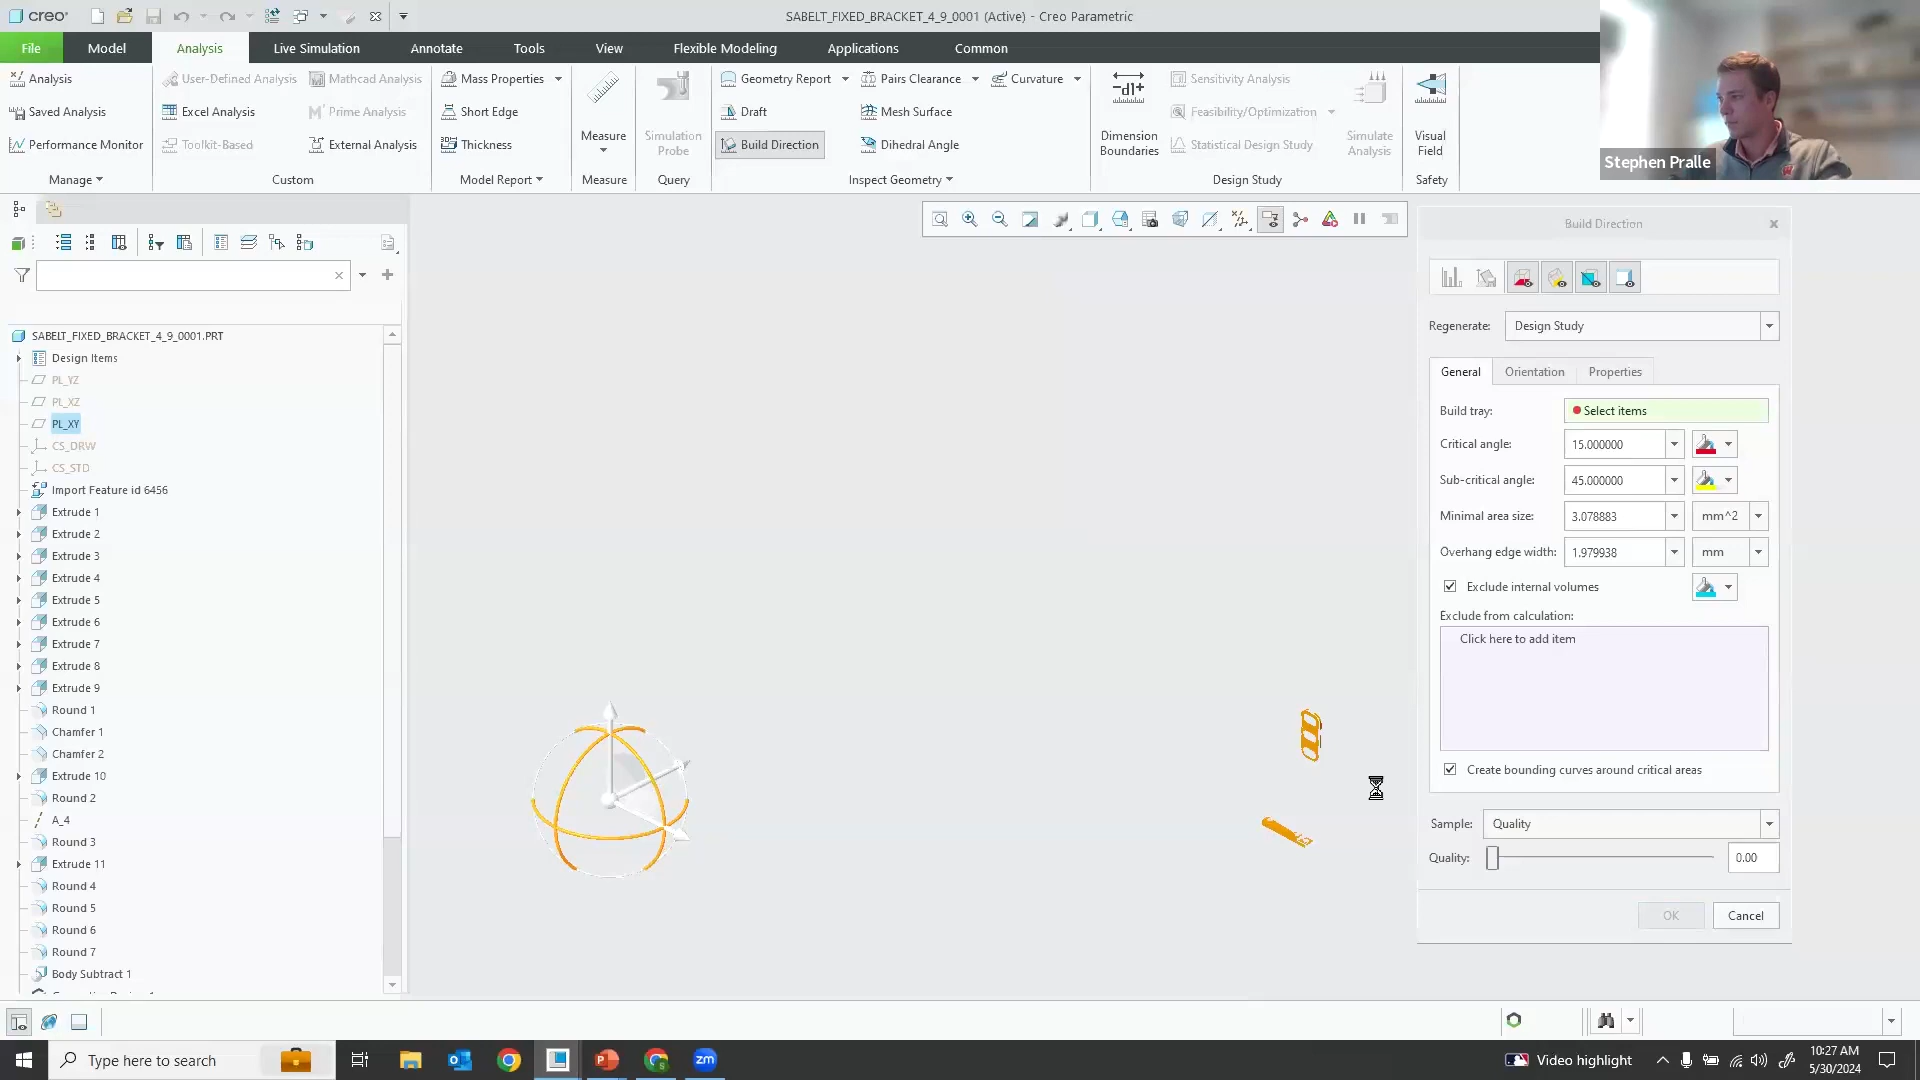 creo
SABELT_FIXED_BRACKET_4_9_0001 (Active) - Creo Parametric
File
Model
Analysis
Live Simulation
Annotate
Tools
View
Flexible Modeling
Applications
Common
Analysis
Saved Analysis
Performance Monitor
Manage
User-Defined Analysis
Excel Analysis
Toolkit-Based
Mathcad Analysis
Prime Analysis
External Analysis
Custom
Mass Properties
Short Edge
Thickness
Model Report
Measure
Measure
Simulation
Probe
Query
Geometry Report
Draft
Build Direction
Pairs Clearance
Mesh Surface
Dihedral Angle
Curvature
Inspect Geometry
Dimension
Boundaries
Sensitivity Analysis
Feasibility/Optimization
Statistical Design Study
Simulate
Analysis
Design Study
Visual
Field
Safety
Stephen Pralle
SABELT_FIXED_BRACKET_4_9_0001.PRT
Design Items
PL_YZ
PL_XZ
PL_XY
CS_DRW
CS_STD
Import Feature id 6456
Extrude 1
Extrude 2
Extrude 3
Extrude 4
Extrude 5
Extrude 6
Extrude 7
Extrude 8
Extrude 9
Round 1
Chamfer 1
Chamfer 2
Extrude 10
Round 2
A_4
Round 3
Extrude 11
Round 4
Round 5
Round 6
Round 7
Body Subtract 1
Build Direction
Regenerate: Design Study
General Orientation Properties
Build tray: Select items
Critical angle: 15.000000
Sub-critical angle: 45.000000
Minimal area size: 3.078883 mm^2
Overhang edge width: 1.979938 mm
Exclude internal volumes
Exclude from calculation:
Click here to add item
Create bounding curves around critical areas
Sample: Quality
Quality: 0.00
OK Cancel
Type here to search
zm
Video highlight
10:27 AM
5/30/2024